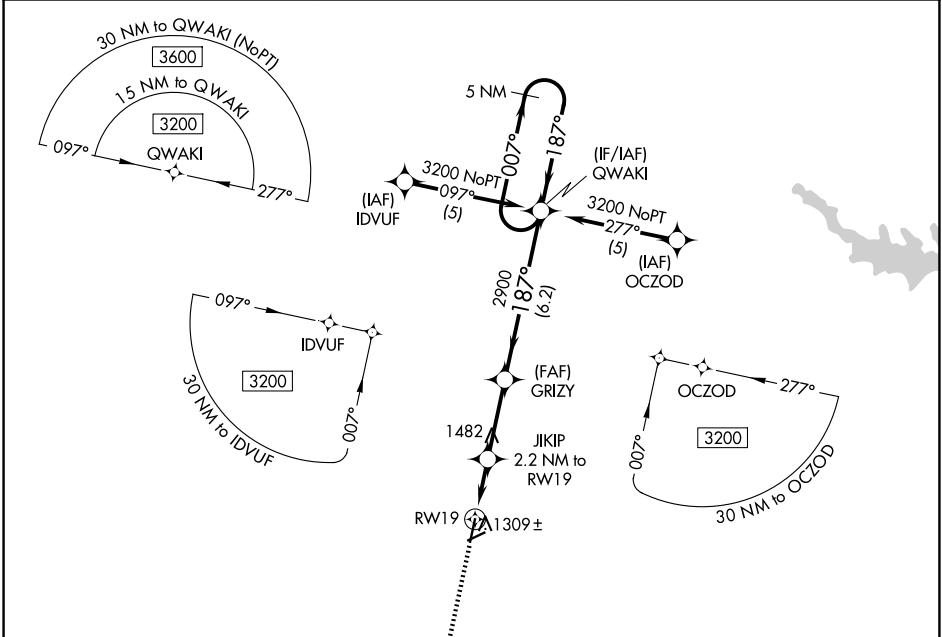 30 NM to QWAKI (NoPT)
3600
15 NM to QWAKI
3200
097°
QWAKI
277°
5 NM
007°
187°
(IF/IAF)
QWAKI
3200 NoPT
097°
(5)
(IAF)
IDVUF
3200 NoPT
277°
(5)
(IAF)
OCZOD
2900
187°
(6.2)
097°
IDVUF
3200
007°
30 NM to IDVUF
(FAF)
GRIZY
OCZOD
277°
3200
007°
30 NM to OCZOD
1482
JIKIP
2.2 NM to
RW19
RW19
1309±